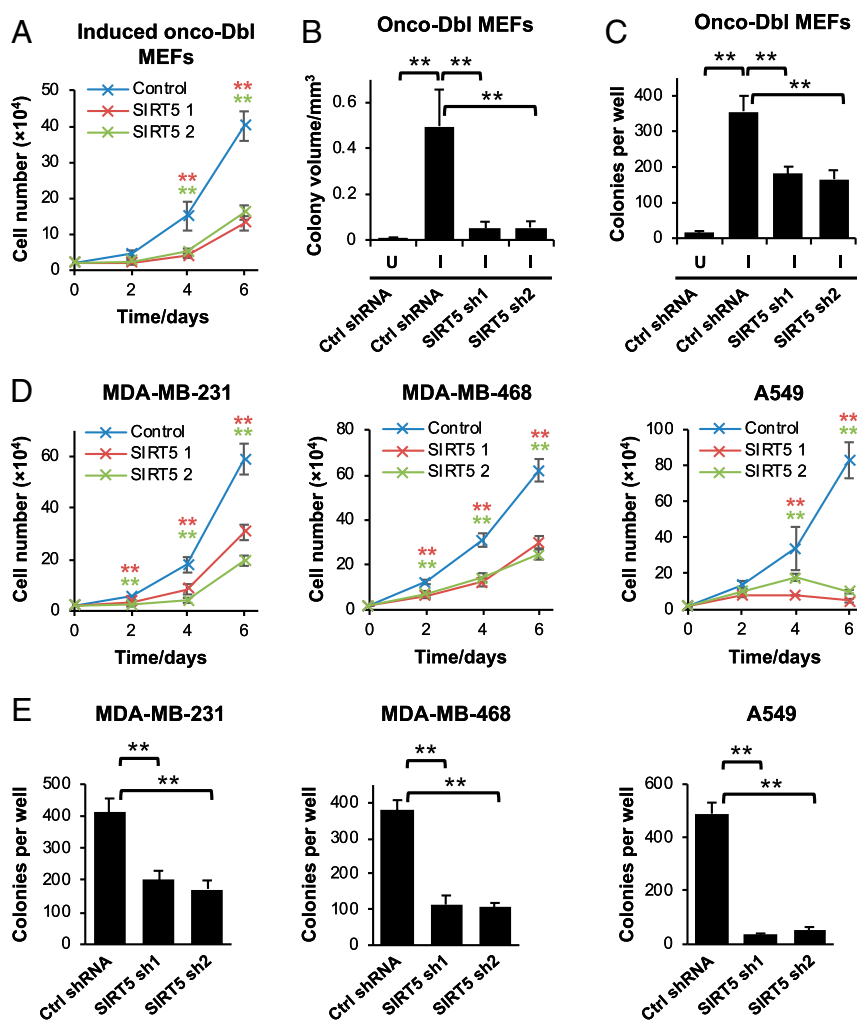 A
Induced onco-Dbl
MEFs
Cell number (×10⁴)
50
40
30
20
10
0
Control
SIRT5 1
SIRT5 2
**
**
**
**
0 2 4 6
Time/days
B
Onco-Dbl MEFs
** **
**
Colony volume/mm³
0.6
0.4
0.2
0
U I I I
Ctrl shRNA
Ctrl shRNA
SIRT5 sh1
SIRT5 sh2
C
Onco-Dbl MEFs
** **
**
Colonies per well
400
300
200
100
0
U I I I
Ctrl shRNA
Ctrl shRNA
SIRT5 sh1
SIRT5 sh2
D
MDA-MB-231
Cell number (×10⁴)
60
40
20
0
Control
SIRT5 1
SIRT5 2
**
**
**
**
**
**
0 2 4 6
Time/days
MDA-MB-468
Cell number (×10⁴)
80
60
40
20
0
Control
SIRT5 1
SIRT5 2
**
**
**
**
**
**
0 2 4 6
Time/days
A549
Cell number (×10⁴)
100
80
60
40
20
0
Control
SIRT5 1
SIRT5 2
**
**
**
**
0 2 4 6
Time/days
E
MDA-MB-231
**
**
Colonies per well
500
400
300
200
100
0
Ctrl shRNA
SIRT5 sh1
SIRT5 sh2
MDA-MB-468
**
**
Colonies per well
400
300
200
100
0
Ctrl shRNA
SIRT5 sh1
SIRT5 sh2
A549
**
**
Colonies per well
600
400
200
0
Ctrl shRNA
SIRT5 sh1
SIRT5 sh2